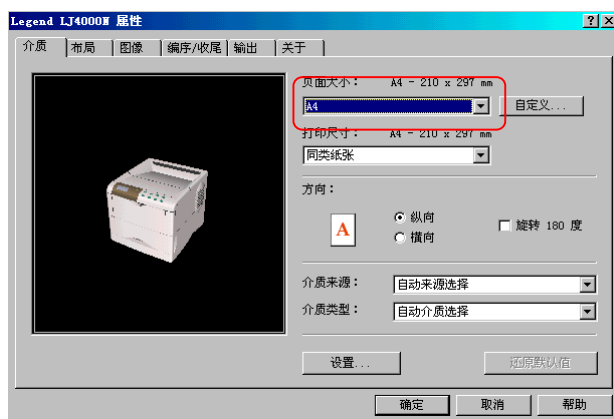 Legend LJ4000N 属性
介质 布局 图像 编序/收尾 输出 关于
页面大小： A4 - 210 x 297 mm
A4 自定义...
打印尺寸： A4 - 210 x 297 mm
同类纸张
方向：
A 纵向 旋转 180 度
横向
介质来源： 自动来源选择
介质类型： 自动介质选择
设置... 还原默认值
确定 取消 帮助